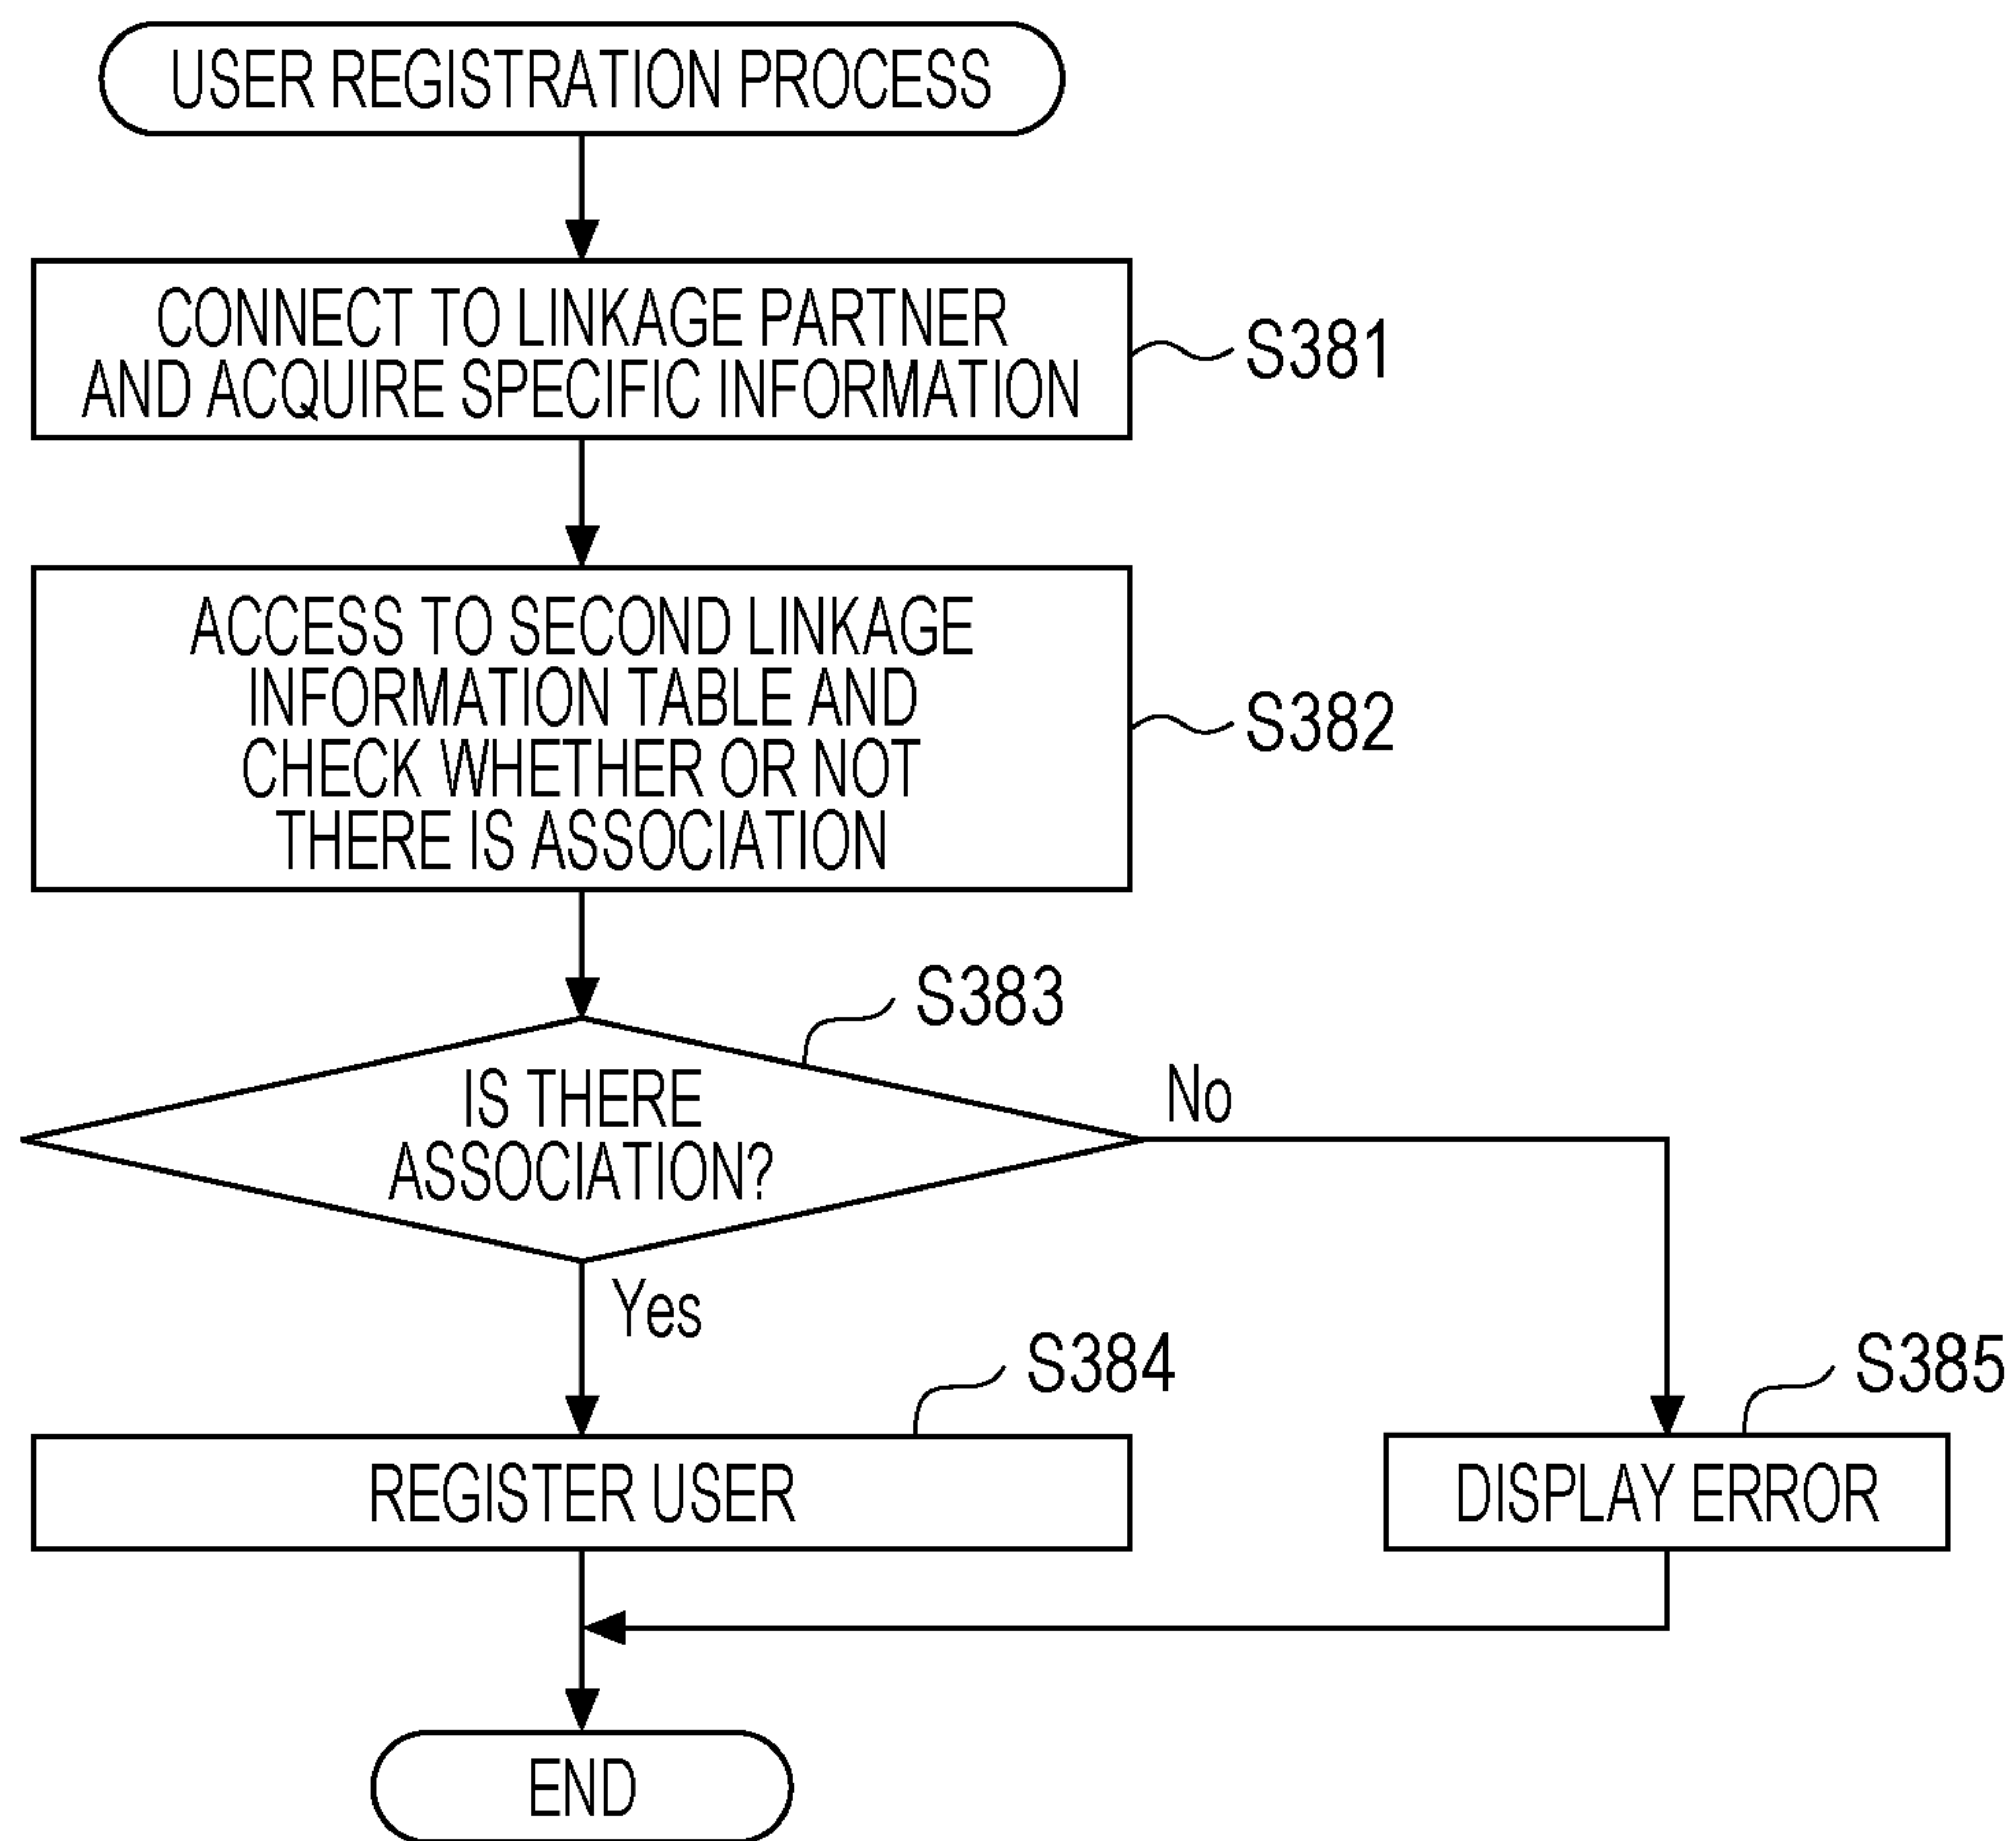 USER REGISTRATION PROCESS
CONNECT TO LINKAGE PARTNER
AND ACQUIRE SPECIFIC INFORMATION
S381
ACCESS TO SECOND LINKAGE
INFORMATION TABLE AND
CHECK WHETHER OR NOT
THERE IS ASSOCIATION
S382
S383
IS THERE
ASSOCIATION?
No
Yes
S384
REGISTER USER
S385
DISPLAY ERROR
END